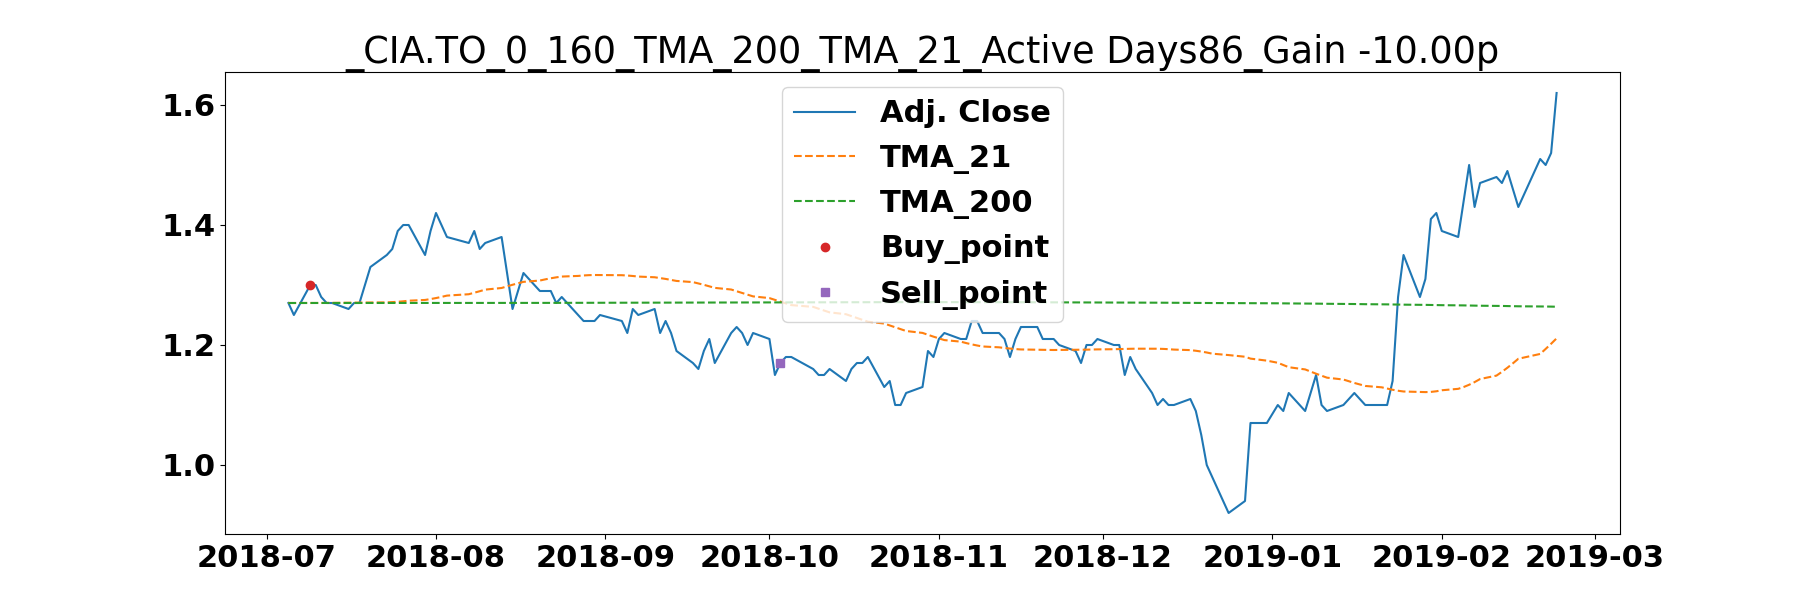 _CIA.TO_0_160_TMA_200_TMA_21_Active Days86_Gain -10.00p
1.6
1.4
1.2
1.0
Adj. Close
TMA_21
TMA_200
Buy_point
Sell_point
2018-07 2018-08 2018-09 2018-10 2018-11 2018-12 2019-01 2019-02 2019-03